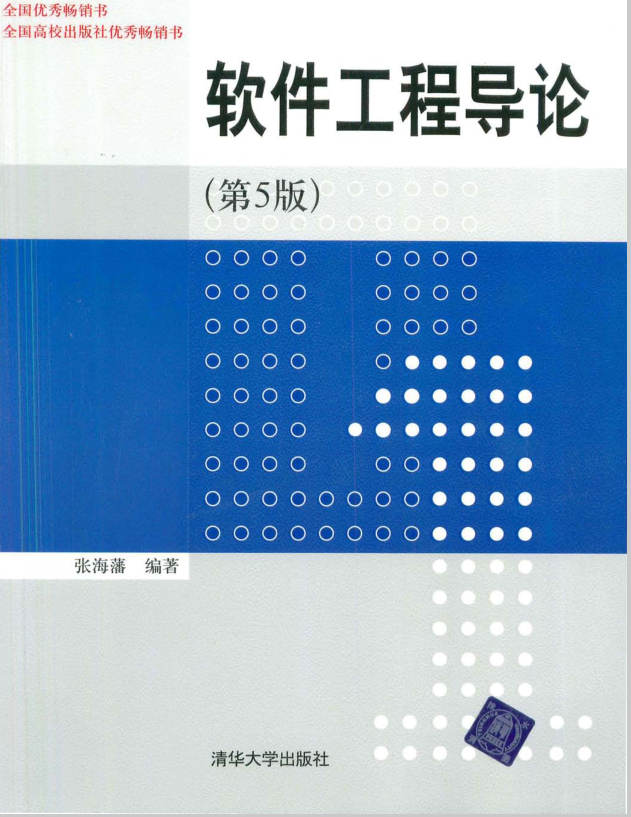 全国优秀畅销书
全国高校出版社优秀畅销书
软件工程导论
(第5版)
张海藩 编著
清华大学出版社